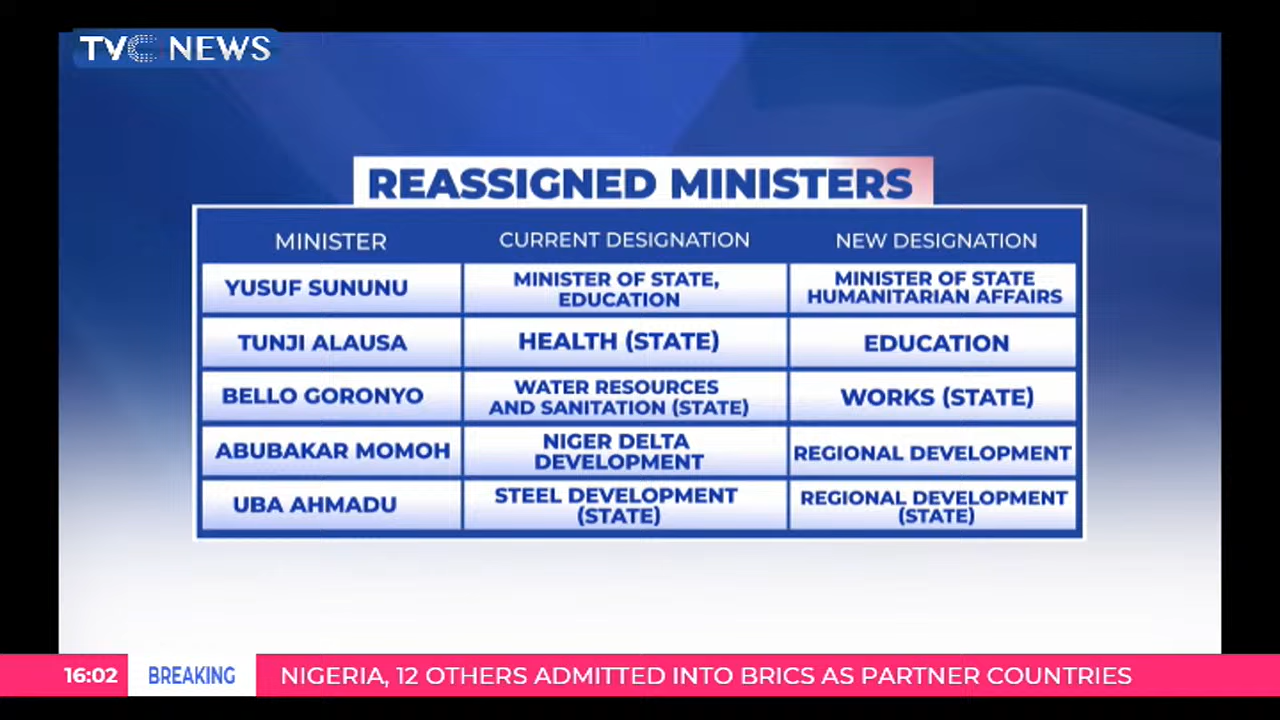 TVC NEWS
REASSIGNED MINISTERS
MINISTER
CURRENT DESIGNATION
NEW DESIGNATION
YUSUF SUNUNU
MINISTER OF STATE,
EDUCATION
MINISTER OF STATE
HUMANITARIAN AFFAIRS
TUNJI ALAUSA
HEALTH (STATE)
EDUCATION
BELLO GORONYO
WATER RESOURCES
AND SANITATION (STATE)
WORKS (STATE)
ABUBAKAR MOMOH
NIGER DELTA
DEVELOPMENT
REGIONAL DEVELOPMENT
UBA AHMADU
STEEL DEVELOPMENT
(STATE)
REGIONAL DEVELOPMENT
(STATE)
16:02
BREAKING
NIGERIA, 12 OTHERS ADMITTED INTO BRICS AS PARTNER COUNTRIES